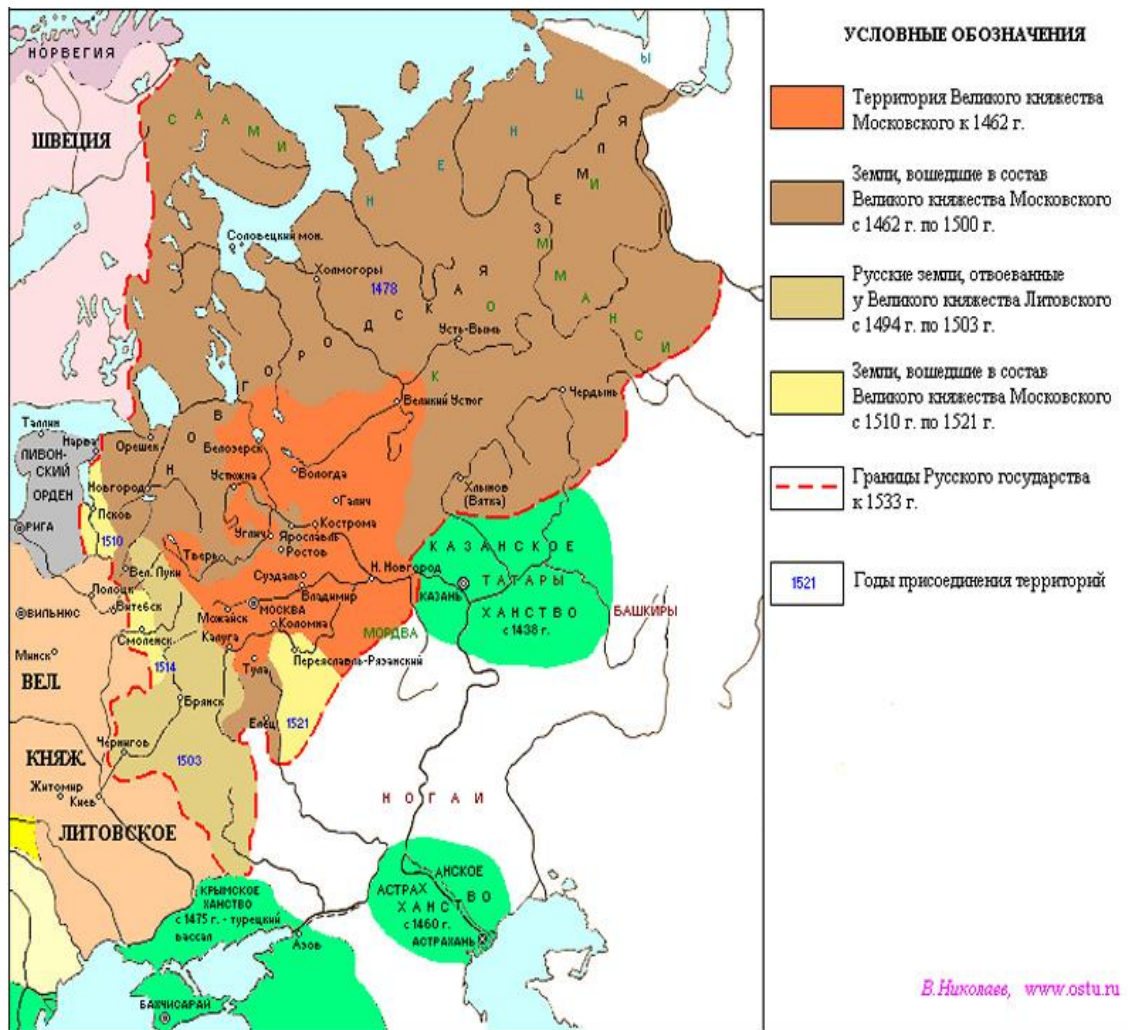 НОРВЕГИЯ
ШВЕЦИЯ
СААМИ
НЕНЦЫ
НОВГОРОДСКАЯ ЗЕМЛЯ
КОМИ
МАНСИ
Соловецкий мон.
Холмогоры
1478
Усть-Вымь
Великий Устюг
Чердынь
Таллин
Нарва
Орешек
Белозерск
ЛИВОН-
СКИЙ
ОРДЕН
Новгород
Устюжна
Вологда
Хлынов
(Вятка)
Псков
Галич
РИГА
1510
Углич
Ярославль
Кострома
Ростов
Тверь
Вел. Луки
Н. Новгород
КАЗАНСКОЕ
ТАТАРЫ
КАЗАНЬ
ХАНСТВО
с 1438 г.
БАШКИРЫ
Полоцк
Суздаль
Владимир
ВИЛЬНЮС
Витебск
МОСКВА
Можайск
Коломна
МОРДВА
Смоленск
Калуга
Переяславль-Рязанский
Минск
1514
Тула
ВЕЛ.
Брянск
Елец
1521
Чернигов
КНЯЖ.
1503
Житомир
Киев
НОГАИ
ЛИТОВСКОЕ
КРЫМСКОЕ
ХАНСТВО
с 1475 г. - турецкий
вассал
Азов
АСТРАХАНСКОЕ
ХАНСТВО
с 1460 г.
АСТРАХАНЬ
БАХЧИСАРАЙ
УСЛОВНЫЕ ОБОЗНАЧЕНИЯ
Территория Великого княжества
Московского к 1462 г.
Земли, вошедшие в состав
Великого княжества Московского
с 1462 г. по 1500 г.
Русские земли, отвоеванные
у Великого княжества Литовского
с 1494 г. по 1503 г.
Земли, вошедшие в состав
Великого княжества Московского
с 1510 г. по 1521 г.
Границы Русского государства
к 1533 г.
1521
Годы присоединения территорий
В.Николаев, www.ostu.ru